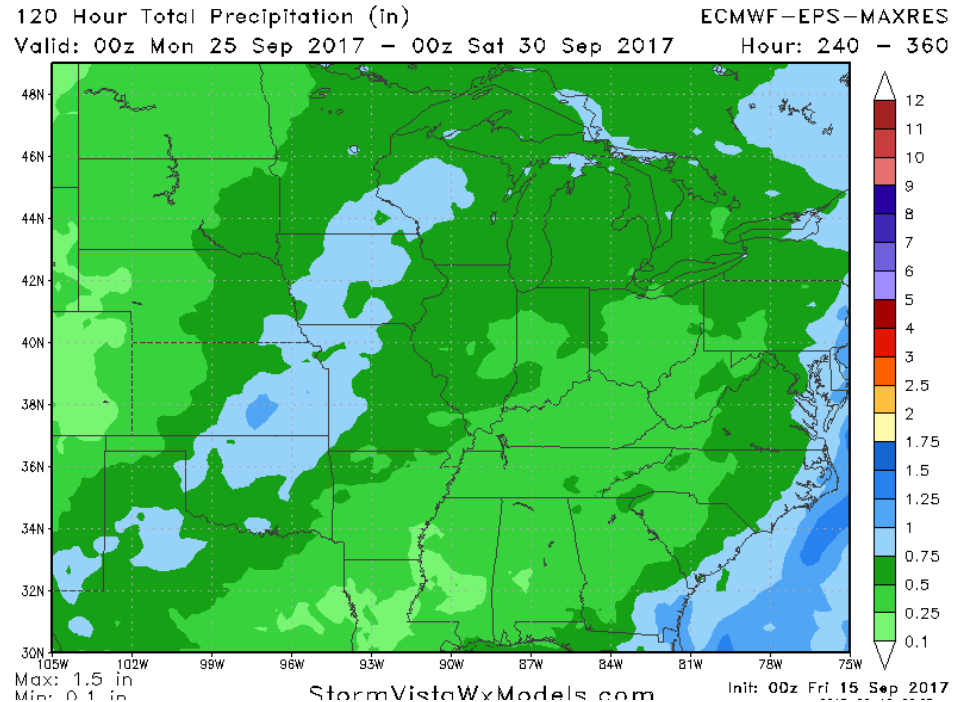 120 Hour Total Precipitation (in) ECMWF-EPS-MAXRES
Valid: 00z Mon 25 Sep 2017 - 00z Sat 30 Sep 2017 Hour: 240 - 360
48N
46N
44N
42N
40N
38N
36N
34N
32N
30N
105W 102W 99W 96W 93W 90W 87W 84W 81W 78W 75W
12
11
10
9
8
7
6
5
4
3
2.5
2
1.75
1.5
1.25
1
0.75
0.5
0.25
0.1
Max: 1.5 in
Min: 0.1 in
StormVistaWxModels.com
Init: 00z Fri 15 Sep 2017